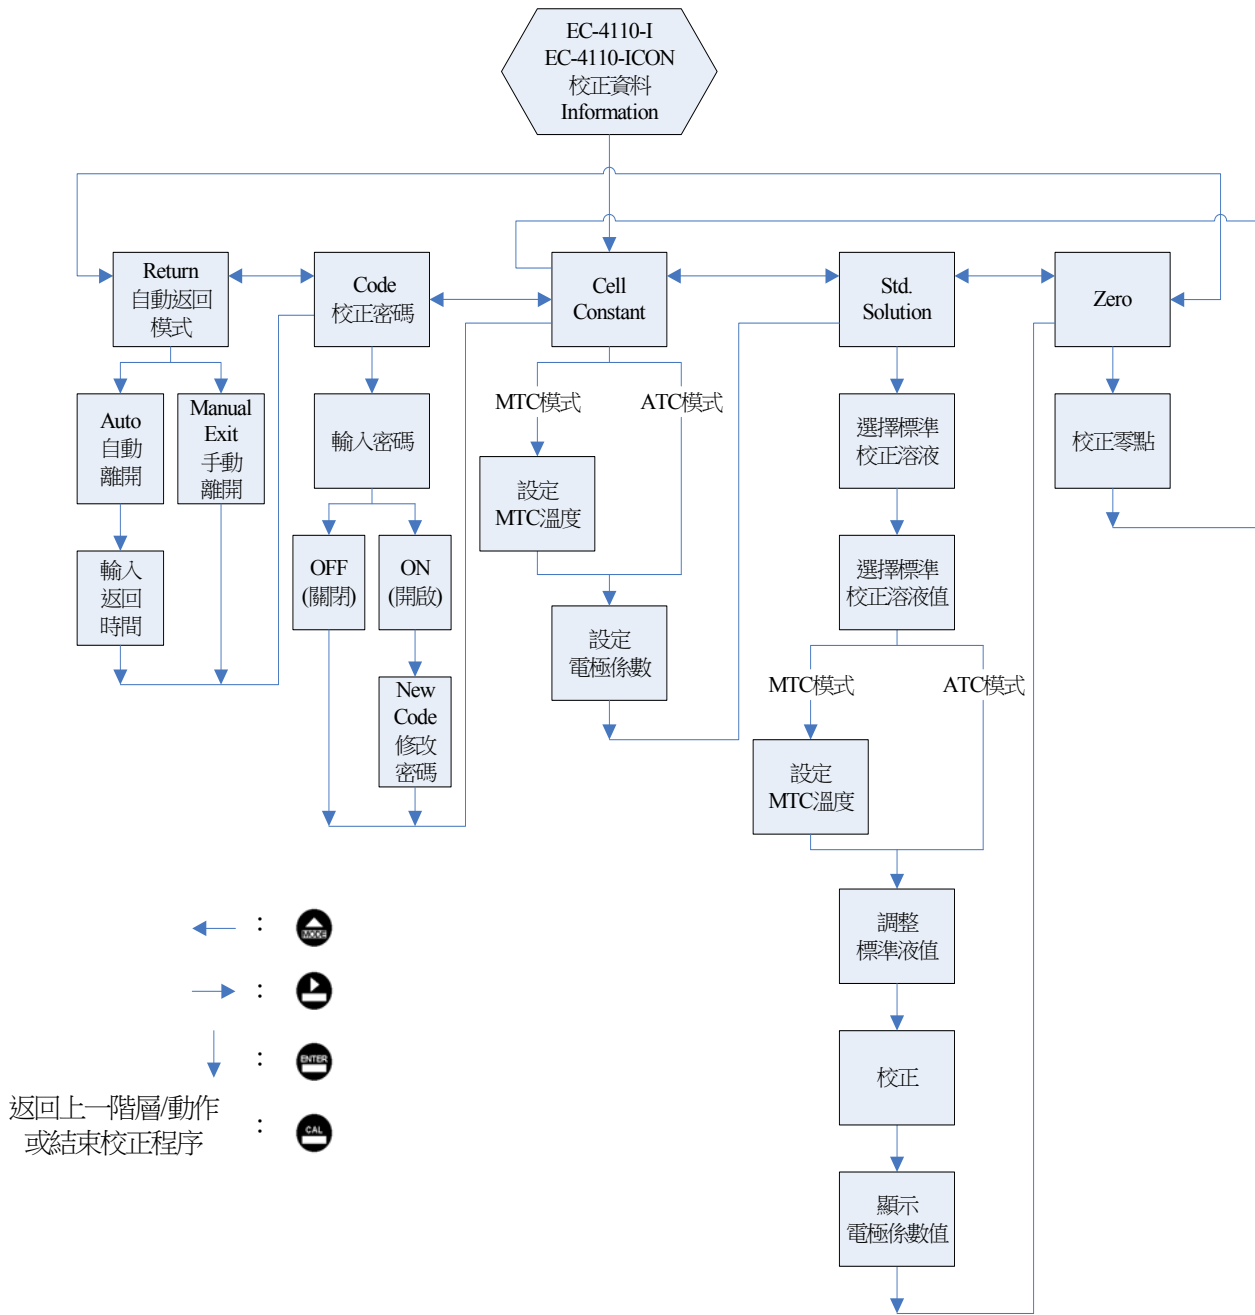 EC-4110-I
EC-4110-ICON
校正資料
Information
Return
自動返回
模式
Code
校正密碼
Cell
Constant
Std.
Solution
Zero
Auto
自動
離開
Manual
Exit
手動
離開
輸入密碼
MTC模式
ATC模式
選擇標準
校正溶液
校正零點
設定
MTC溫度
輸入
返回
時間
OFF
(關閉)
ON
(開啟)
選擇標準
校正溶液值
設定
電極係數
New
Code
修改
密碼
MTC模式
ATC模式
設定
MTC溫度
調整
標準液值
校正
顯示
電極係數值
:
MODE
:
:
ENTER
返回上一階層/動作
或結束校正程序
:
CAL